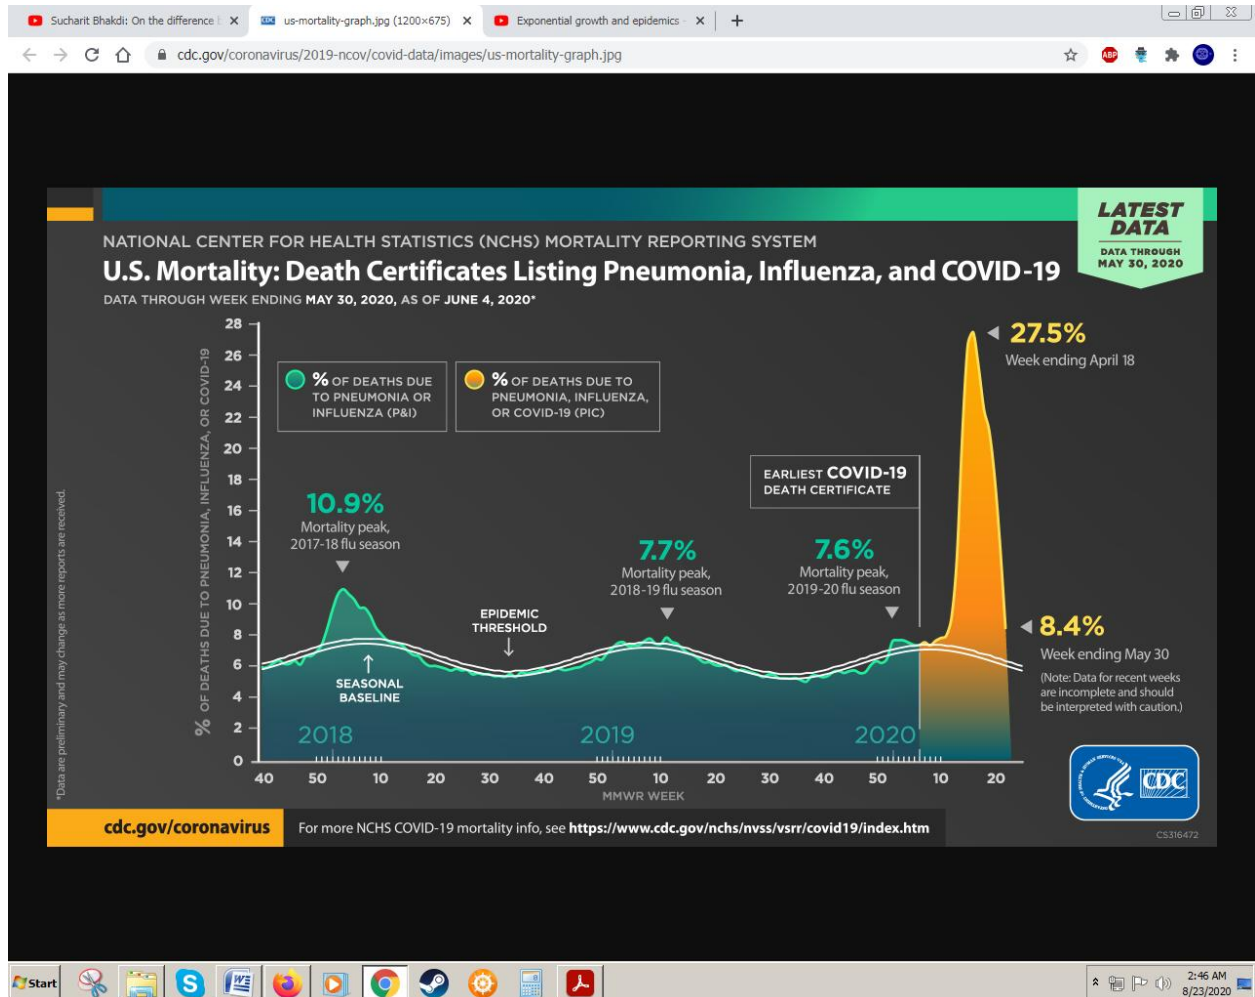 Sucharit Bhakdi: On the difference
us-mortality-graph.jpg (1200×675)
Exponential growth and epidemics -
cdc.gov/coronavirus/2019-ncov/covid-data/images/us-mortality-graph.jpg
ABP
LATEST
DATA
DATA THROUGH
MAY 30, 2020
NATIONAL CENTER FOR HEALTH STATISTICS (NCHS) MORTALITY REPORTING SYSTEM
U.S. Mortality: Death Certificates Listing Pneumonia, Influenza, and COVID-19
DATA THROUGH WEEK ENDING MAY 30, 2020, AS OF JUNE 4, 2020*
% OF DEATHS DUE TO PNEUMONIA, INFLUENZA, OR COVID-19
28
26
24
22
20
18
16
14
12
10
8
6
4
2
0
% OF DEATHS DUE
TO PNEUMONIA OR
INFLUENZA (P&I)
% OF DEATHS DUE TO
PNEUMONIA, INFLUENZA,
OR COVID-19 (PIC)
27.5%
Week ending April 18
EARLIEST COVID-19
DEATH CERTIFICATE
10.9%
Mortality peak,
2017-18 flu season
7.7%
Mortality peak,
2018-19 flu season
7.6%
Mortality peak,
2019-20 flu season
EPIDEMIC
THRESHOLD
SEASONAL
BASELINE
8.4%
Week ending May 30
(Note: Data for recent weeks
are incomplete and should
be interpreted with caution.)
2018 2019 2020
40 50 10 20 30 40 50 10 20 30 40 50 10 20
MMWR WEEK
*Data are preliminary and may change as more reports are received.
CDC
CS316472
cdc.gov/coronavirus
For more NCHS COVID-19 mortality info, see https://www.cdc.gov/nchs/nvss/vsrr/covid19/index.htm
Start
2:46 AM
8/23/2020